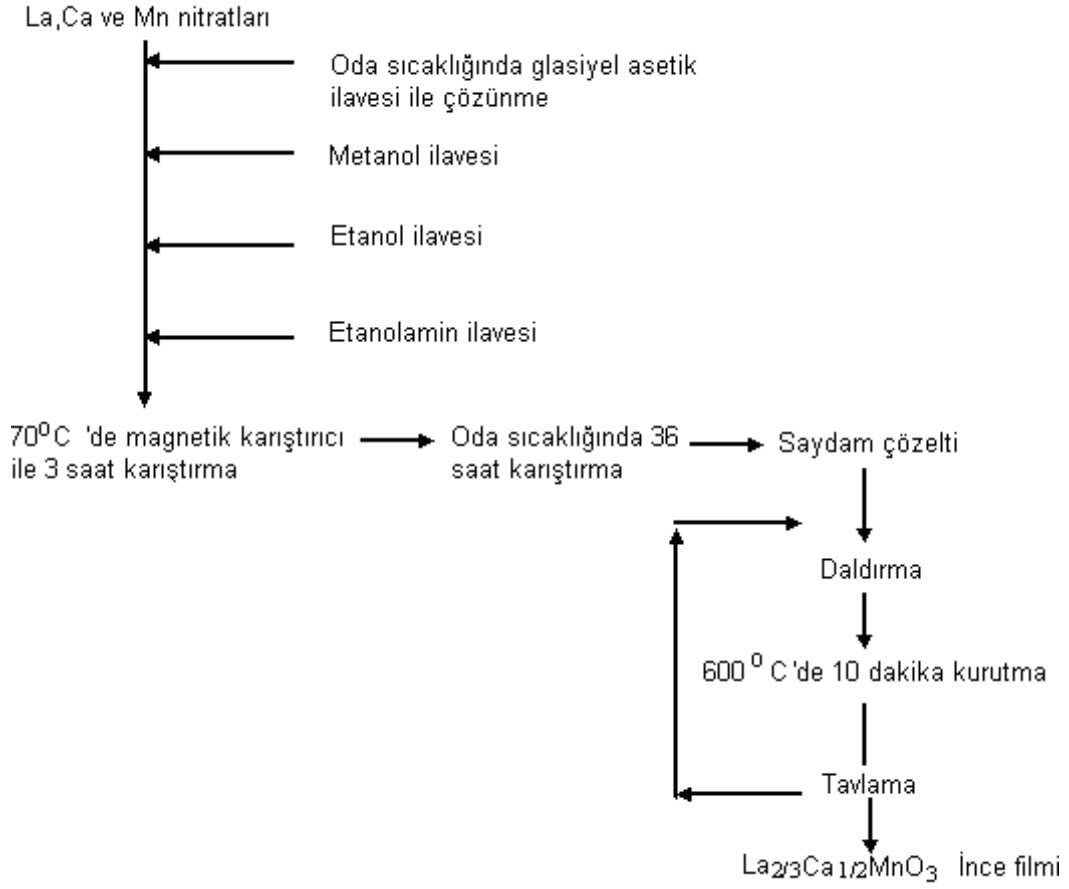 La,Ca ve Mn nitratları
Oda sıcaklığında glasiyel asetik
ilavesi ile çözünme
Metanol ilavesi
Etanol ilavesi
Etanolamin ilavesi
70⁰C 'de magnetik karıştırıcı
ile 3 saat karıştırma
Oda sıcaklığında 36
saat karıştırma
Saydam çözelti
Daldırma
600 ⁰ C'de 10 dakika kurutma
Tavlama
La2/3Ca1/2MnO3 İnce filmi